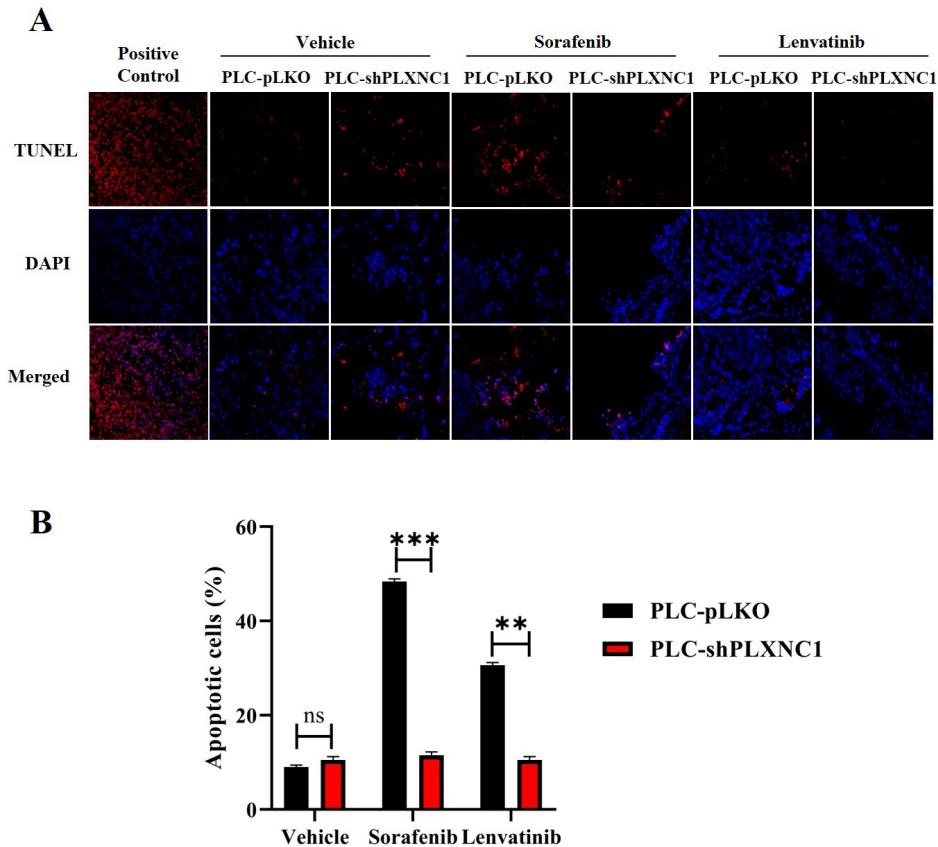 A
Positive
Control
Vehicle
Sorafenib
Lenvatinib
PLC-pLKO PLC-shPLXNC1 PLC-pLKO PLC-shPLXNC1 PLC-pLKO PLC-shPLXNC1
TUNEL
DAPI
Merged
B
Apoptotic cells (%)
60
40
20
0
ns
***
**
Vehicle Sorafenib Lenvatinib
PLC-pLKO
PLC-shPLXNC1